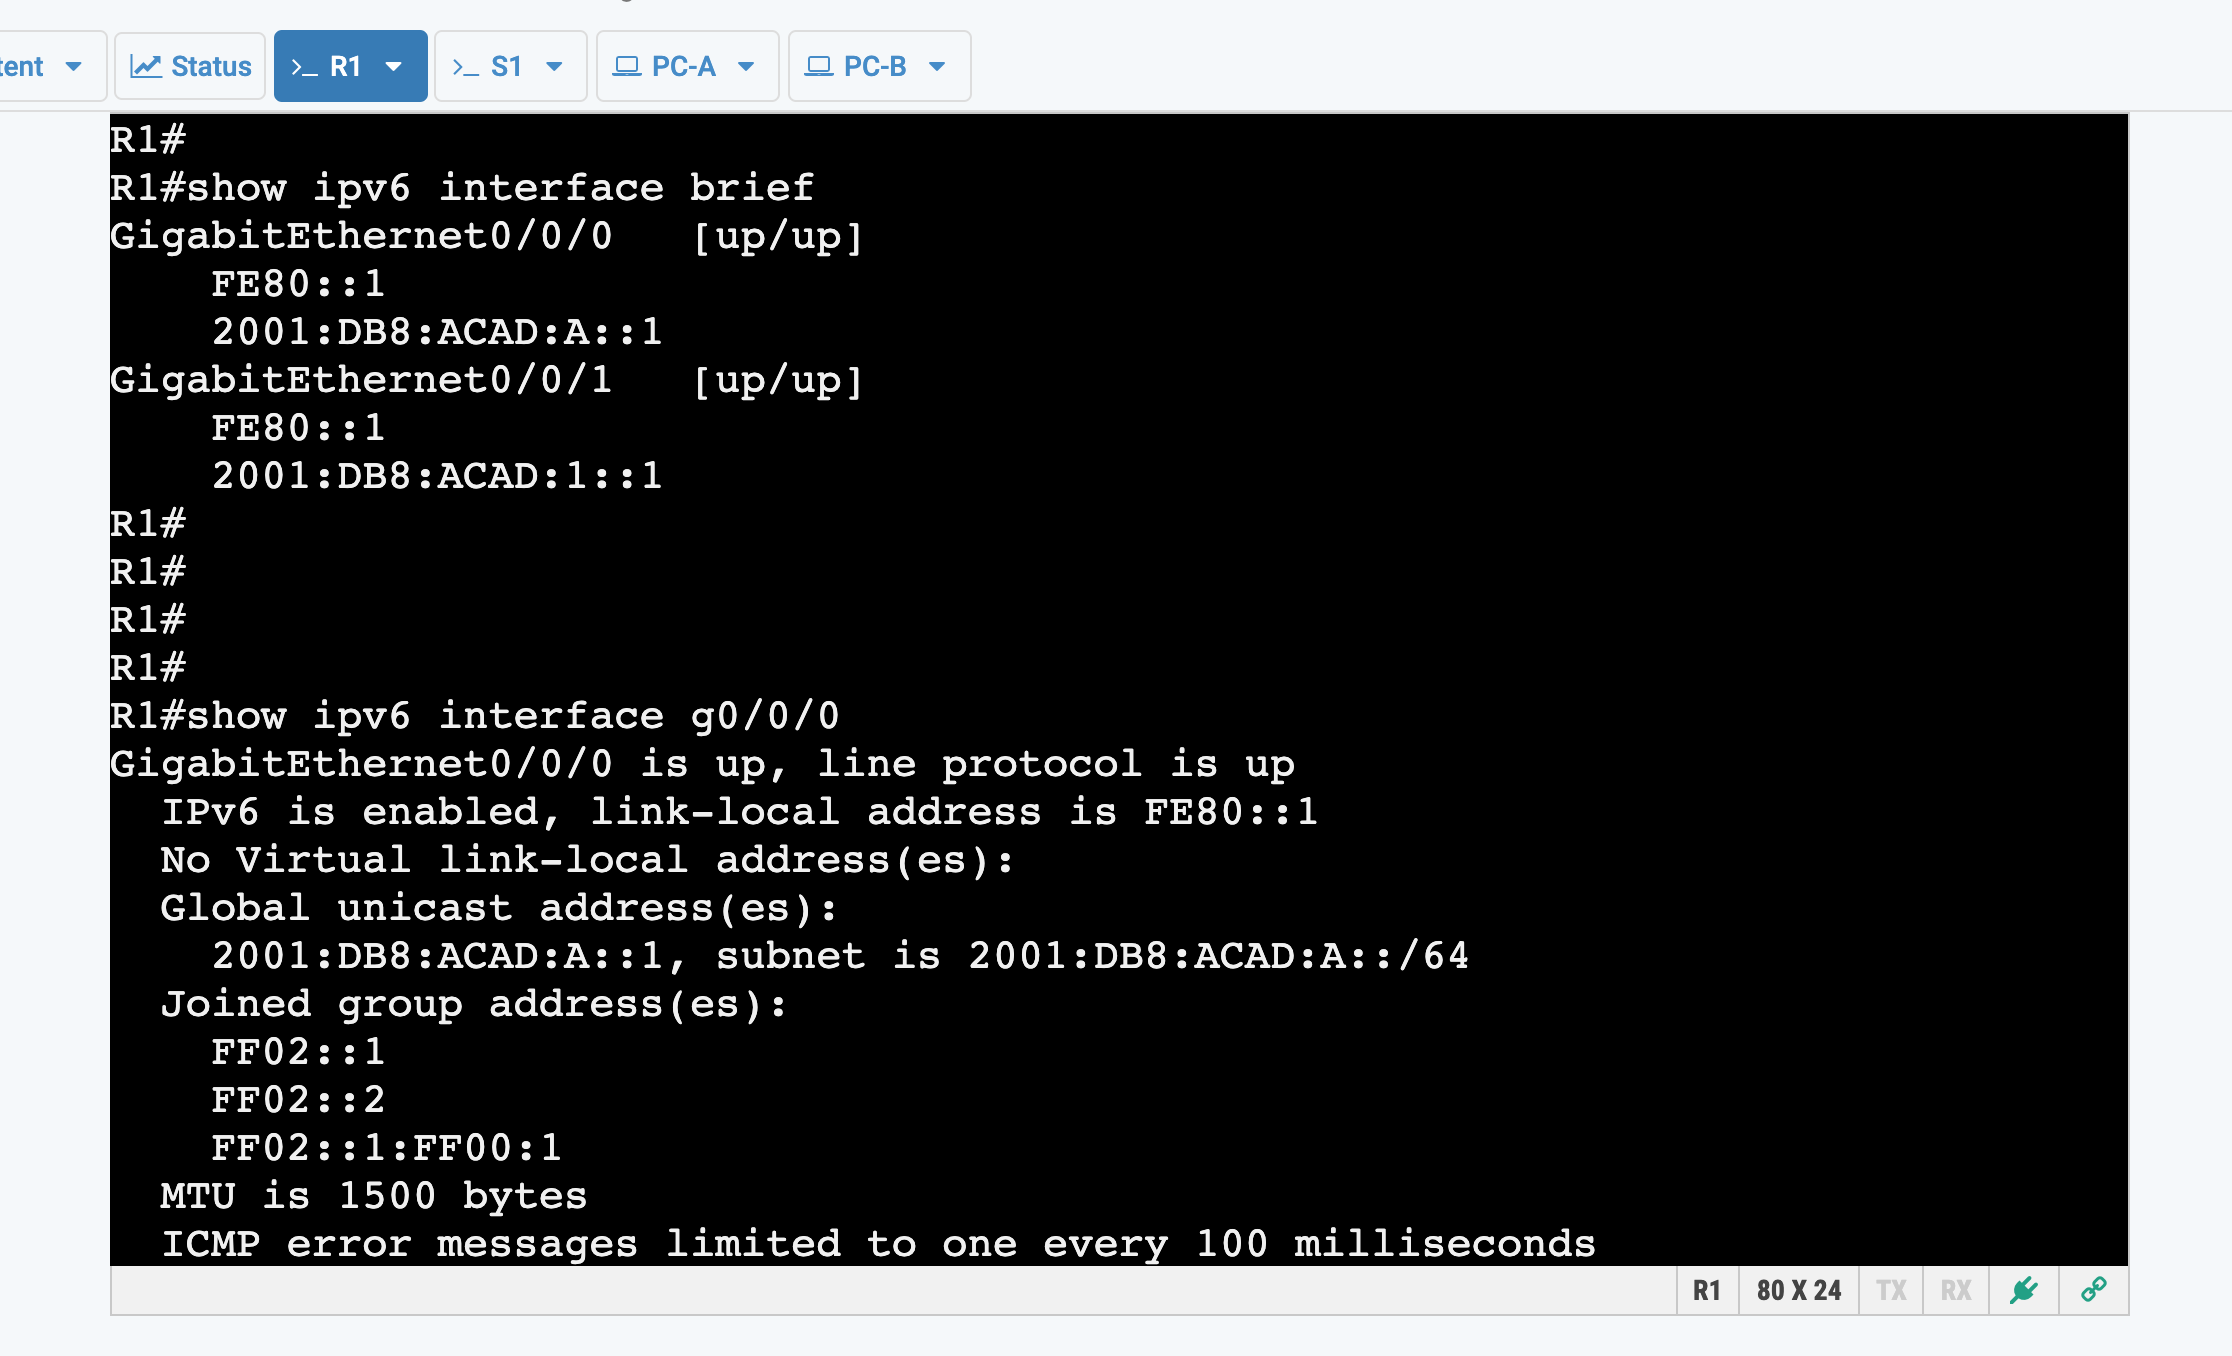 tent
Status
>_ R1
>_ S1
PC-A
PC-B
R1#
R1#show ipv6 interface brief
GigabitEthernet0/0/0   [up/up]
    FE80::1
    2001:DB8:ACAD:A::1
GigabitEthernet0/0/1   [up/up]
    FE80::1
    2001:DB8:ACAD:1::1
R1#
R1#
R1#
R1#
R1#show ipv6 interface g0/0/0
GigabitEthernet0/0/0 is up, line protocol is up
  IPv6 is enabled, link-local address is FE80::1
  No Virtual link-local address(es):
  Global unicast address(es):
    2001:DB8:ACAD:A::1, subnet is 2001:DB8:ACAD:A::/64
  Joined group address(es):
    FF02::1
    FF02::2
    FF02::1:FF00:1
  MTU is 1500 bytes
  ICMP error messages limited to one every 100 milliseconds
R1
80 X 24
TX
RX